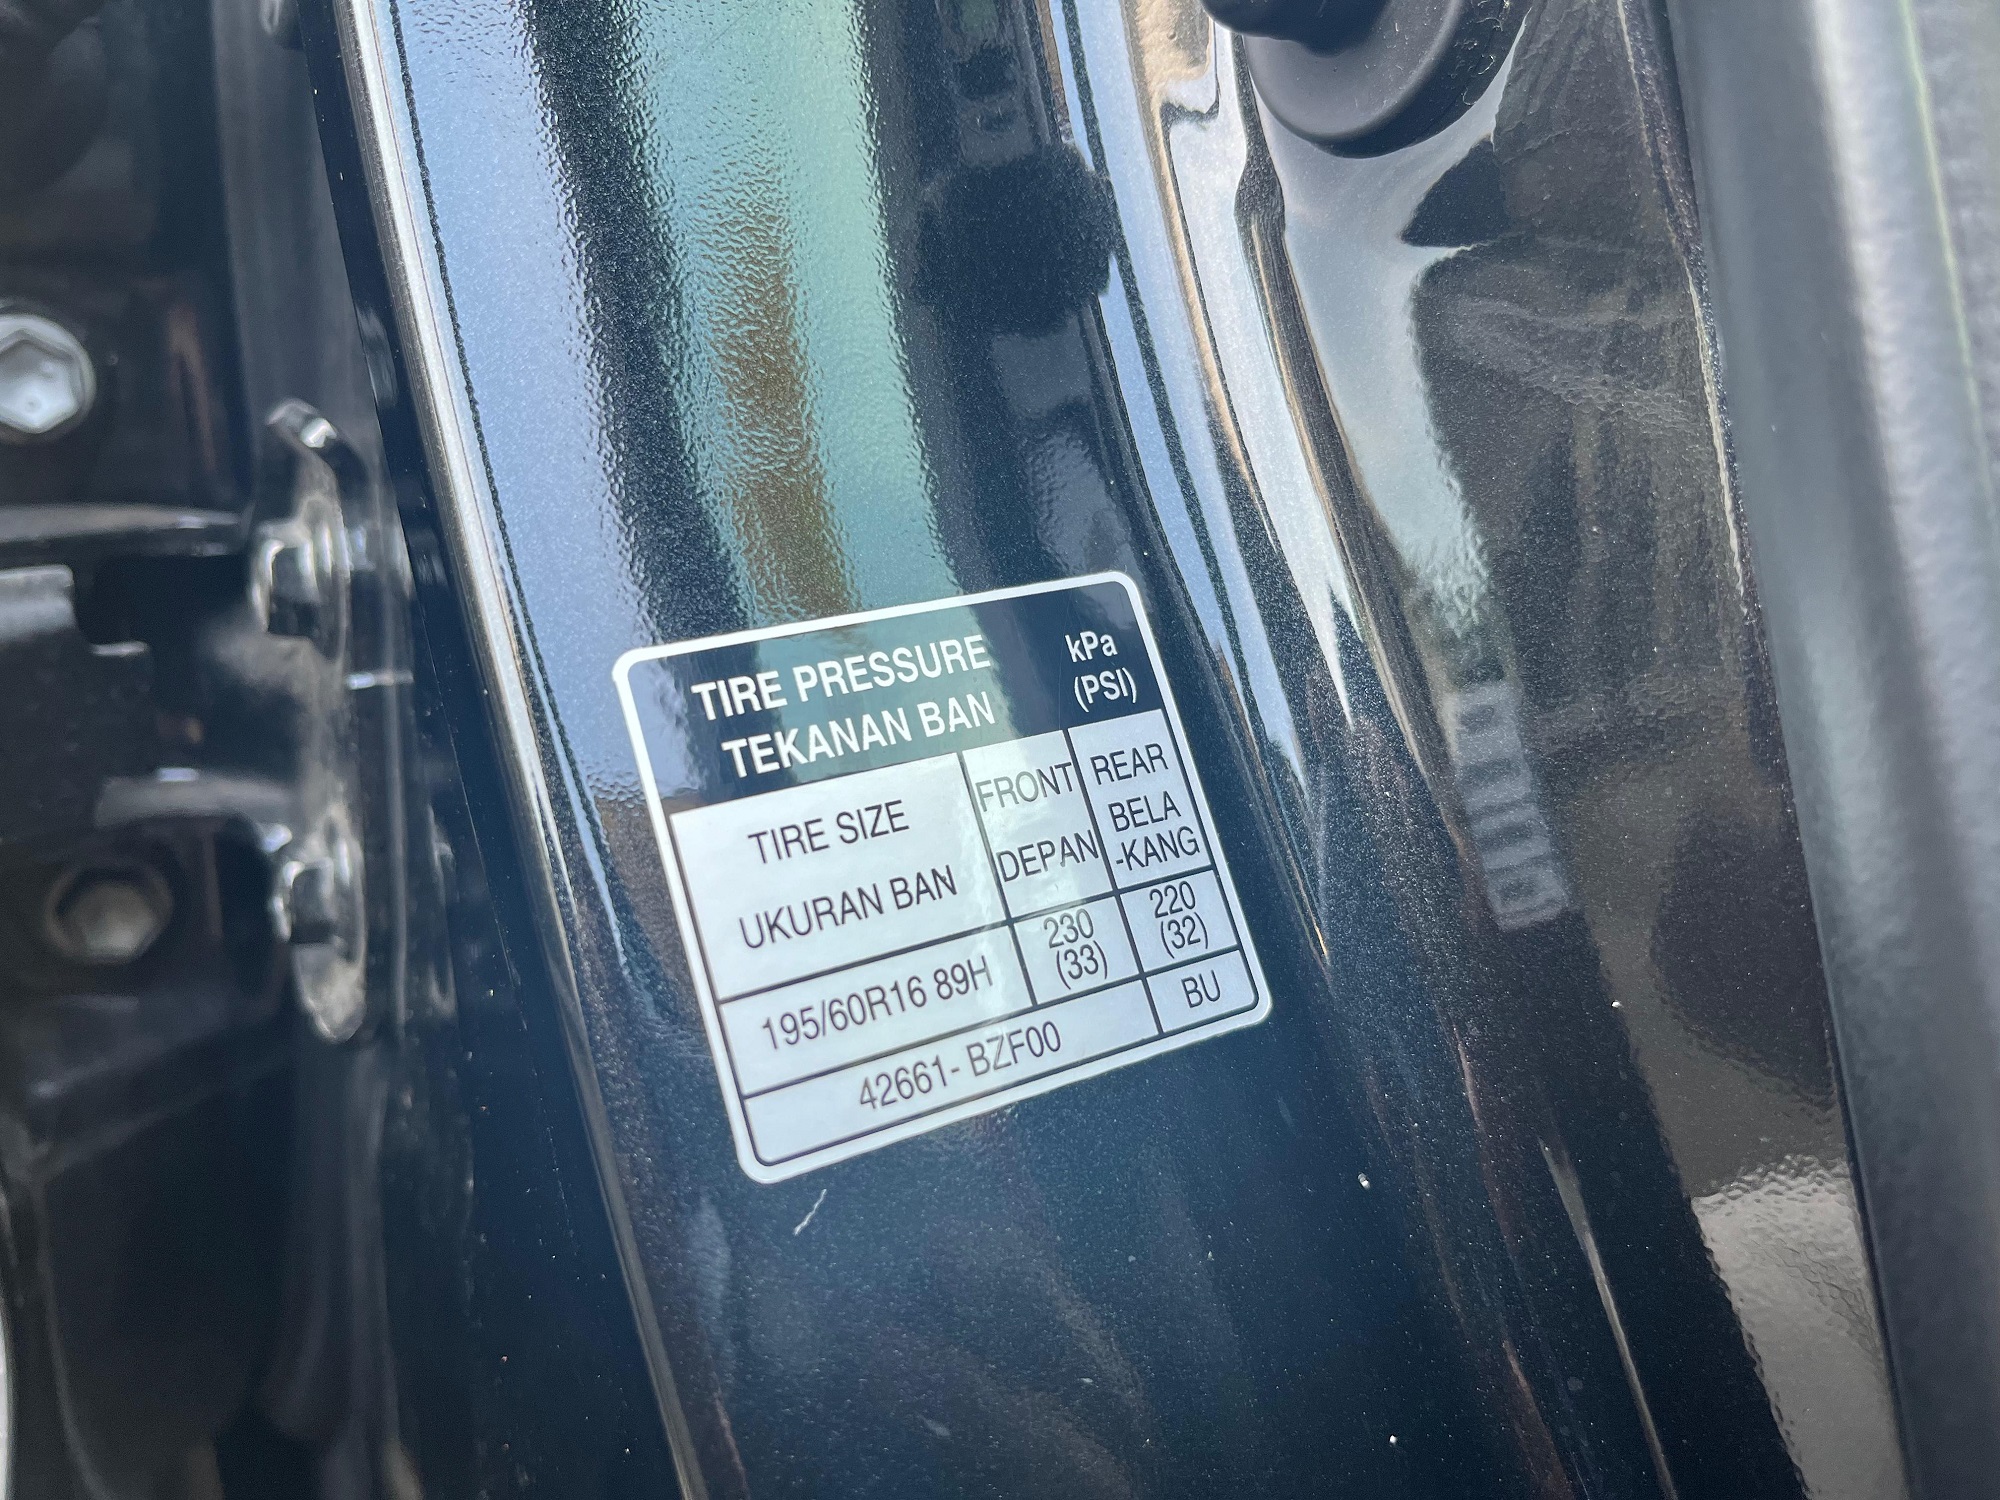 TIRE PRESSURE
TEKANAN BAN
kPa
(PSI)
TIRE SIZE
UKURAN BAN
FRONT
DEPAN
REAR
BELA
-KANG
195/60R16 89H
230
(33)
220
(32)
42661- BZF00
BU